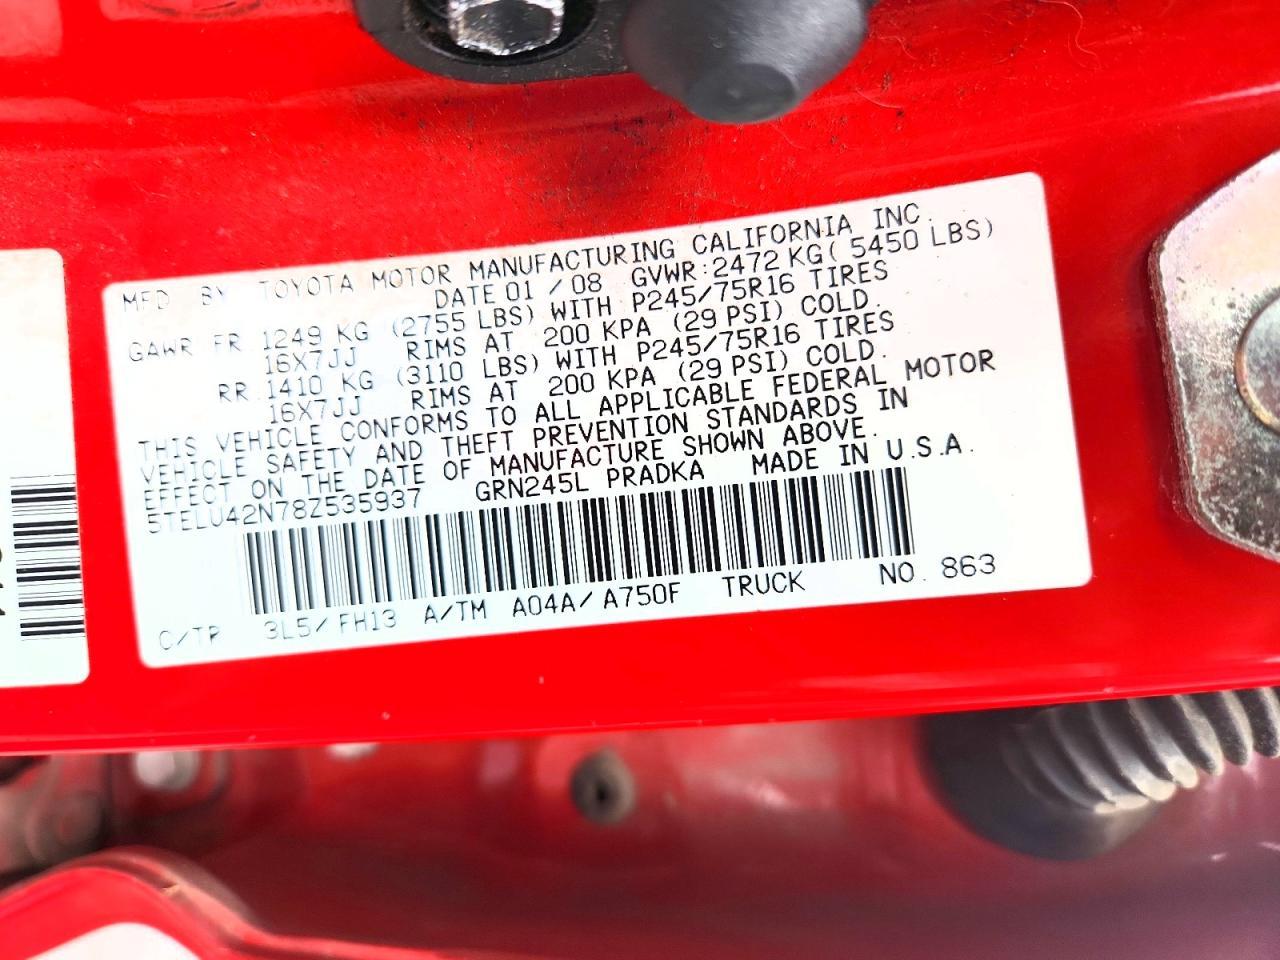 MFD BY TOYOTA MOTOR MANUFACTURING CALIFORNIA INC.
DATE 01 / 08 GVWR:2472 KG( 5450 LBS)
GAWR FR 1249 KG (2755 LBS) WITH P245/75R16 TIRES
16X7JJ RIMS AT 200 KPA (29 PSI) COLD.
RR 1410 KG (3110 LBS) WITH P245/75R16 TIRES
16X7JJ RIMS AT 200 KPA (29 PSI) COLD.
THIS VEHICLE CONFORMS TO ALL APPLICABLE FEDERAL MOTOR
VEHICLE SAFETY AND THEFT PREVENTION STANDARDS IN
EFFECT ON THE DATE OF MANUFACTURE SHOWN ABOVE.
5TELU42N78Z535937 GRN245L PRADKA MADE IN U.S.A.
C/TR 3L5/FH13 A/TM A04A/A750F TRUCK NO. 863